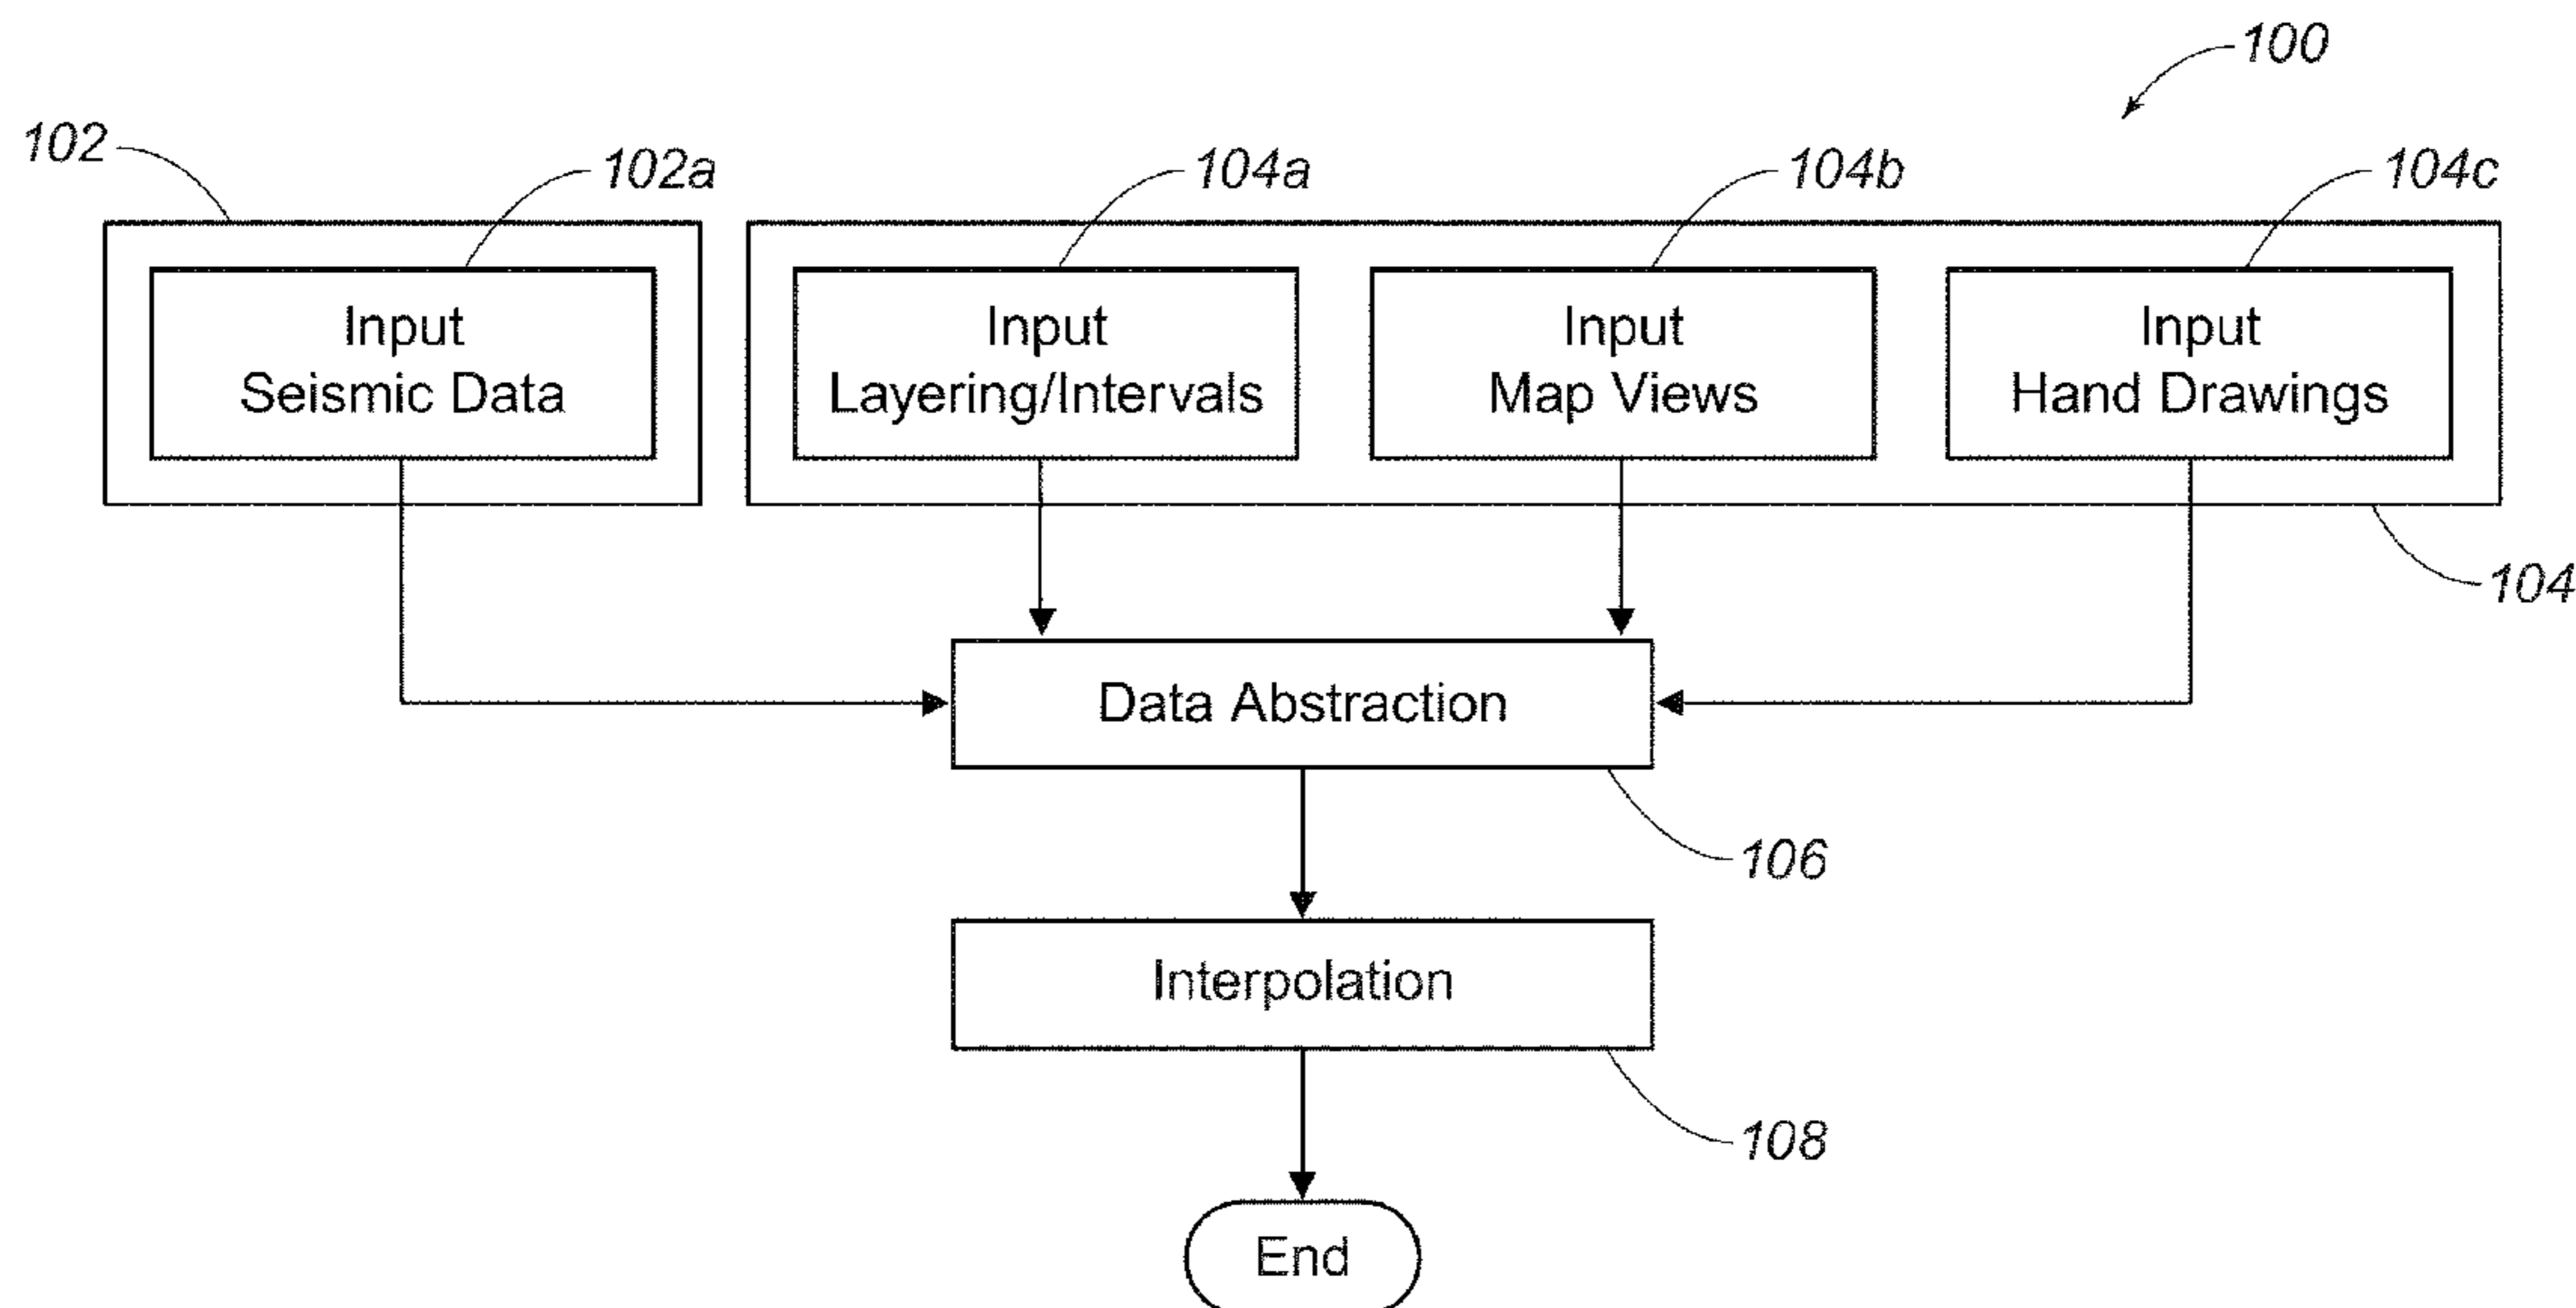 100
102
102a
104a
104b
104c
Input
Seismic Data
Input
Layering/Intervals
Input
Map Views
Input
Hand Drawings
104
Data Abstraction
106
Interpolation
108
End